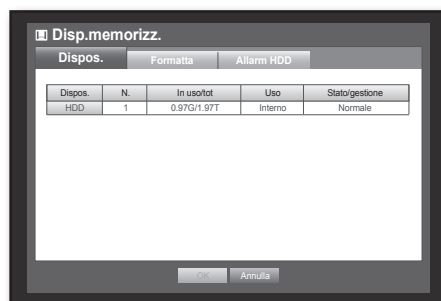 Disp.memorizz.
Dispos. Formatta Allarm HDD
Dispos. N. In uso/tot Uso Stato/gestione
HDD 1 0.97G/1.97T Interno Normale
OK Annulla